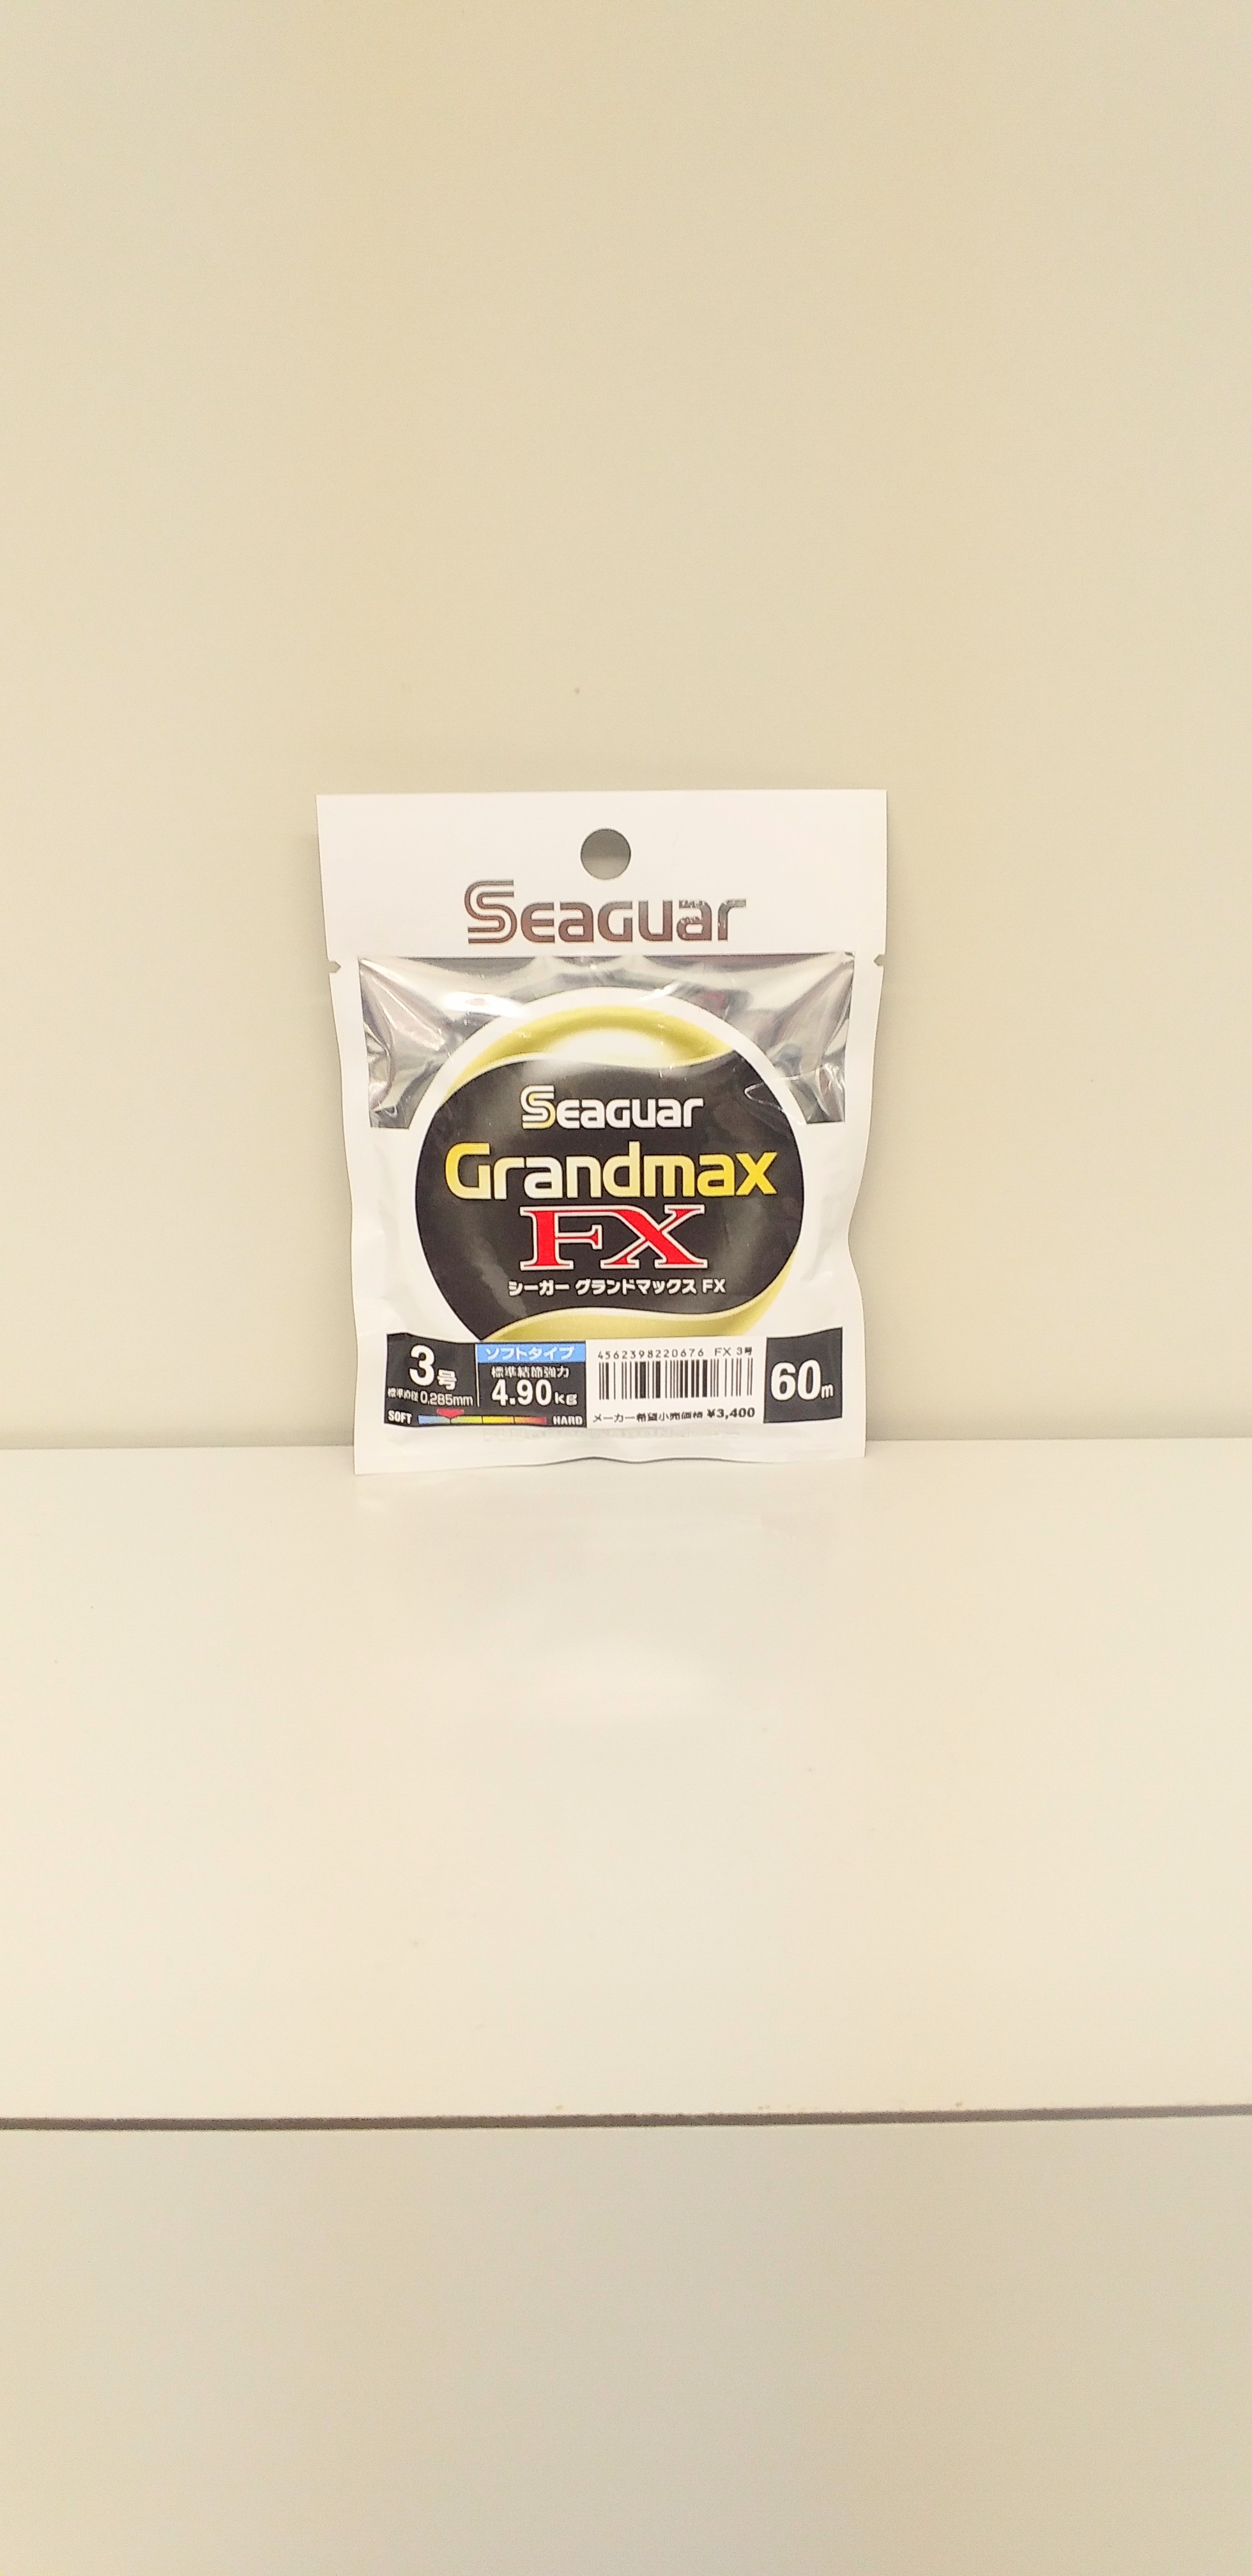 Seaguar
Seaguar
Grandmax
FX
シーガー グランドマックス FX
3号
標準直径 0.285mm
ソフトタイプ
標準結節強力
4.90kg
SOFT HARD
4562398220676 FX 3号
メーカー希望小売価格 ¥3,400
60m